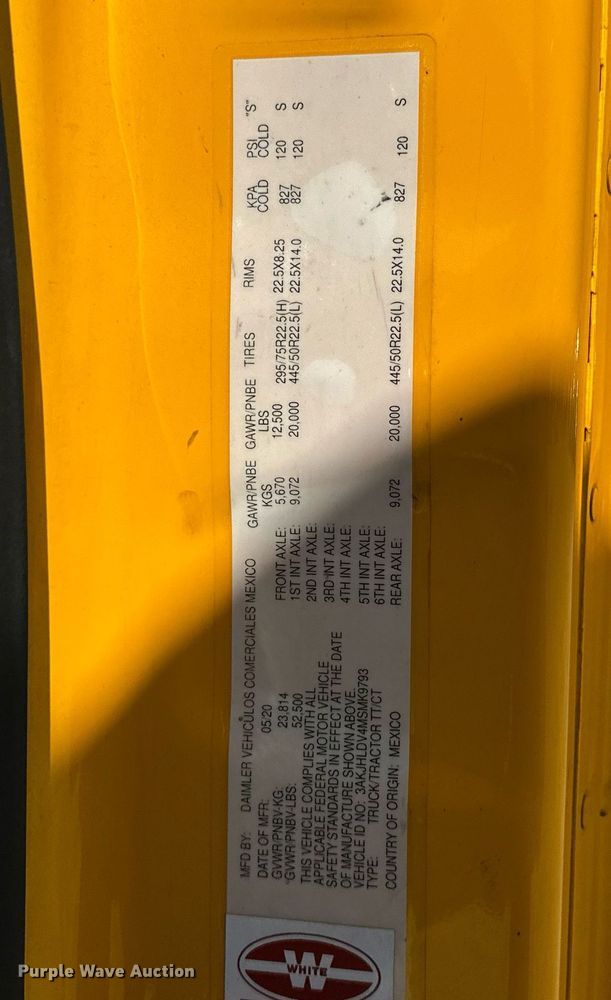 MFD BY: DAIMLER VEHICULOS COMERCIALES MEXICO
DATE OF MFR: 05/20
GVWR/PNBV-KG: 23,814
GVWR/PNBV-LBS: 52,500
THIS VEHICLE COMPLIES WITH ALL
APPLICABLE FEDERAL MOTOR VEHICLE
SAFETY STANDARDS IN EFFECT AT THE DATE
OF MANUFACTURE SHOWN ABOVE.
VEHICLE ID NO: 3AKJHLDV4MSMK9793
TYPE: TRUCK/TRACTOR TT/CT
COUNTRY OF ORIGIN: MEXICO
GAWR/PNBE KGS GAWR/PNBE LBS TIRES RIMS KPA COLD PSI COLD "S"
FRONT AXLE: 5,670 12,500 295/75R22.5(H) 22.5X8.25 827 120 S
1ST INT AXLE: 9,072 20,000 445/50R22.5(L) 22.5X14.0 827 120 S
2ND INT AXLE:
3RD INT AXLE:
4TH INT AXLE:
5TH INT AXLE:
6TH INT AXLE:
REAR AXLE: 9,072 20,000 445/50R22.5(L) 22.5X14.0 827 120 S
W
WHITE
Purple Wave Auction